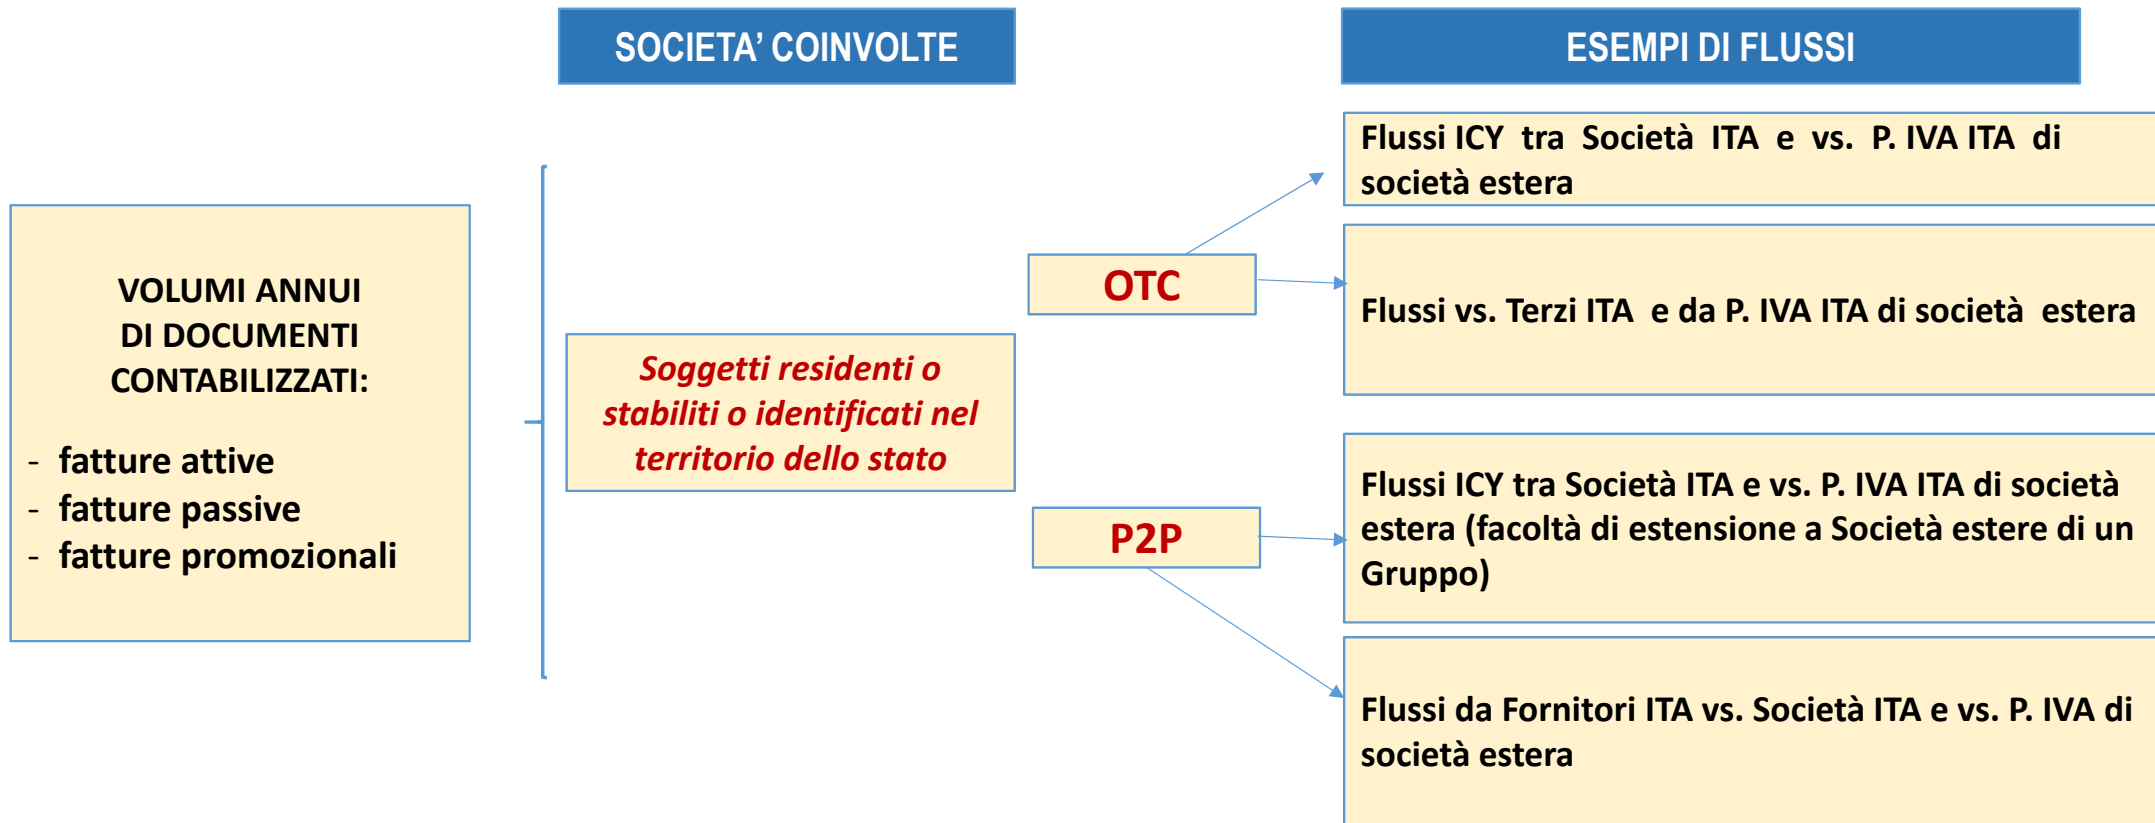 SOCIETA’ COINVOLTE
ESEMPI DI FLUSSI
VOLUMI ANNUI
DI DOCUMENTI
CONTABILIZZATI:
- fatture attive
- fatture passive
- fatture promozionali
Soggetti residenti o
stabiliti o identificati nel
territorio dello stato
OTC
Flussi ICY tra Società ITA e vs. P. IVA ITA di
società estera
Flussi vs. Terzi ITA e da P. IVA ITA di società estera
P2P
Flussi ICY tra Società ITA e vs. P. IVA ITA di società
estera (facoltà di estensione a Società estere di un
Gruppo)
Flussi da Fornitori ITA vs. Società ITA e vs. P. IVA di
società estera